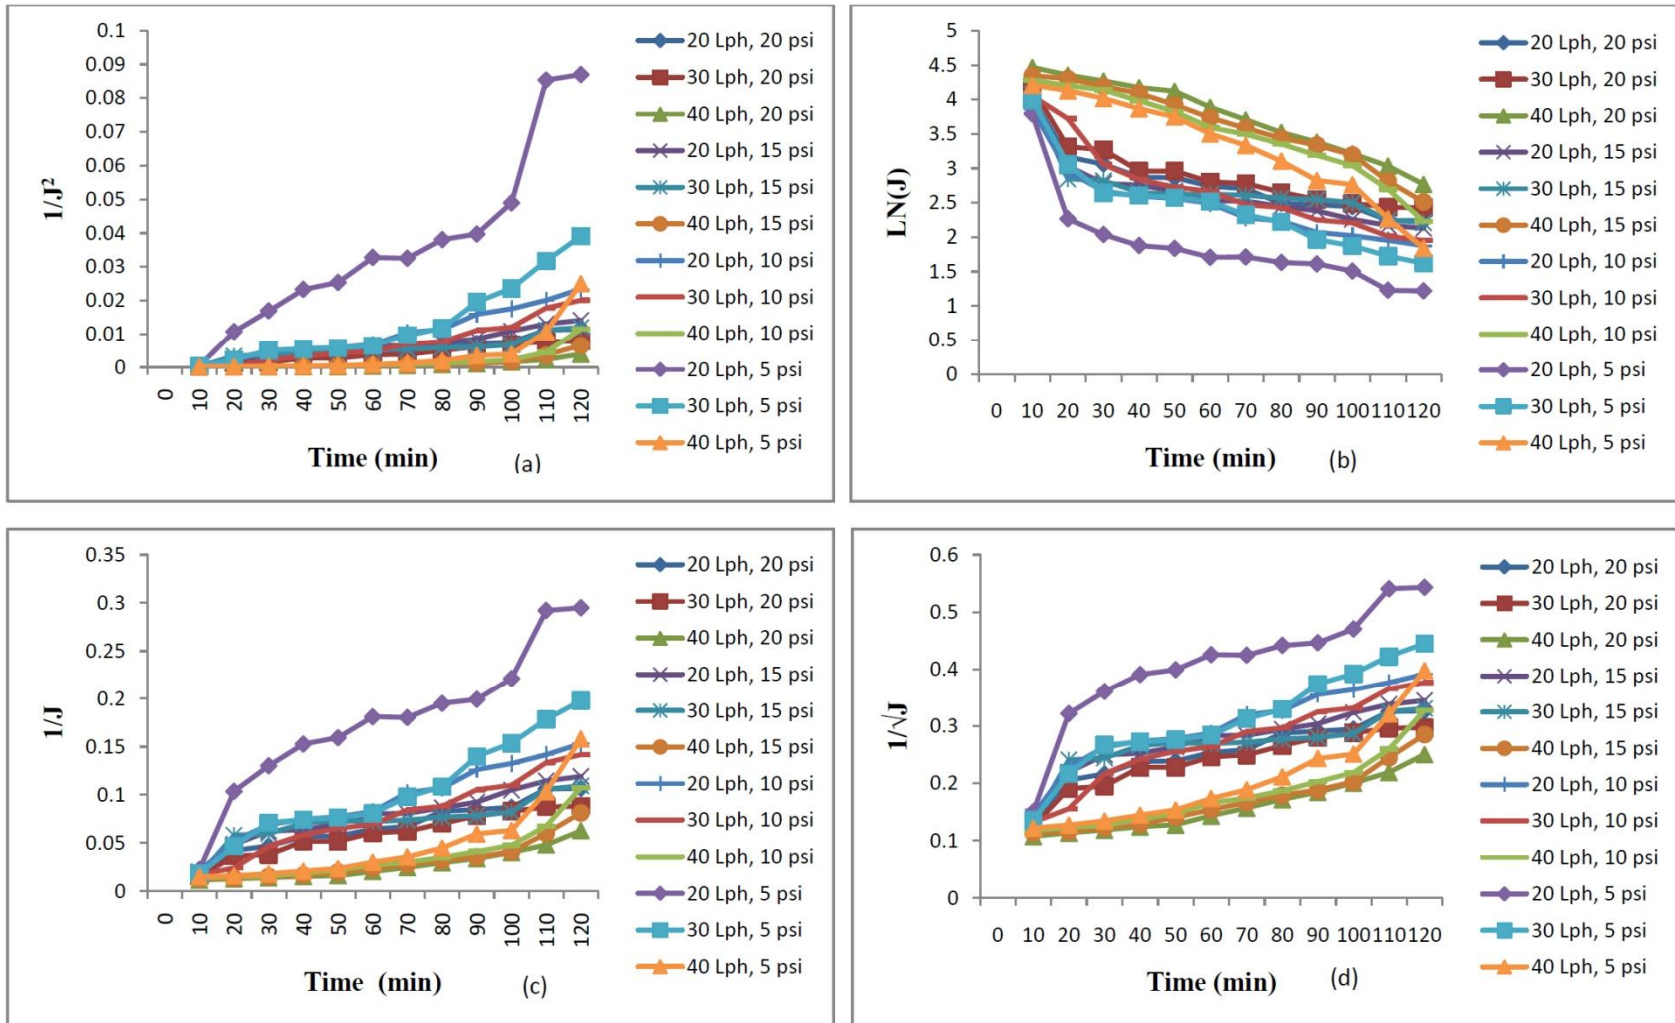 0.1
0.09
0.08
0.07
0.06
0.05
0.04
0.03
0.02
0.01
0
1/J²
0 10 20 30 40 50 60 70 80 90 100 110 120
Time (min)
(a)
20 Lph, 20 psi
30 Lph, 20 psi
40 Lph, 20 psi
20 Lph, 15 psi
30 Lph, 15 psi
40 Lph, 15 psi
20 Lph, 10 psi
30 Lph, 10 psi
40 Lph, 10 psi
20 Lph, 5 psi
30 Lph, 5 psi
40 Lph, 5 psi
5
4.5
4
3.5
3
2.5
2
1.5
1
0.5
0
LN(J)
0 10 20 30 40 50 60 70 80 90 100 110 120
Time (min)
(b)
20 Lph, 20 psi
30 Lph, 20 psi
40 Lph, 20 psi
20 Lph, 15 psi
30 Lph, 15 psi
40 Lph, 15 psi
20 Lph, 10 psi
30 Lph, 10 psi
40 Lph, 10 psi
20 Lph, 5 psi
30 Lph, 5 psi
40 Lph, 5 psi
0.35
0.3
0.25
0.2
0.15
0.1
0.05
0
1/J
0 10 20 30 40 50 60 70 80 90 100 110 120
Time (min)
(c)
20 Lph, 20 psi
30 Lph, 20 psi
40 Lph, 20 psi
20 Lph, 15 psi
30 Lph, 15 psi
40 Lph, 15 psi
20 Lph, 10 psi
30 Lph, 10 psi
40 Lph, 10 psi
20 Lph, 5 psi
30 Lph, 5 psi
40 Lph, 5 psi
0.6
0.5
0.4
0.3
0.2
0.1
0
1/√J
0 10 20 30 40 50 60 70 80 90 100 110 120
Time (min)
(d)
20 Lph, 20 psi
30 Lph, 20 psi
40 Lph, 20 psi
20 Lph, 15 psi
30 Lph, 15 psi
40 Lph, 15 psi
20 Lph, 10 psi
30 Lph, 10 psi
40 Lph, 10 psi
20 Lph, 5 psi
30 Lph, 5 psi
40 Lph, 5 psi